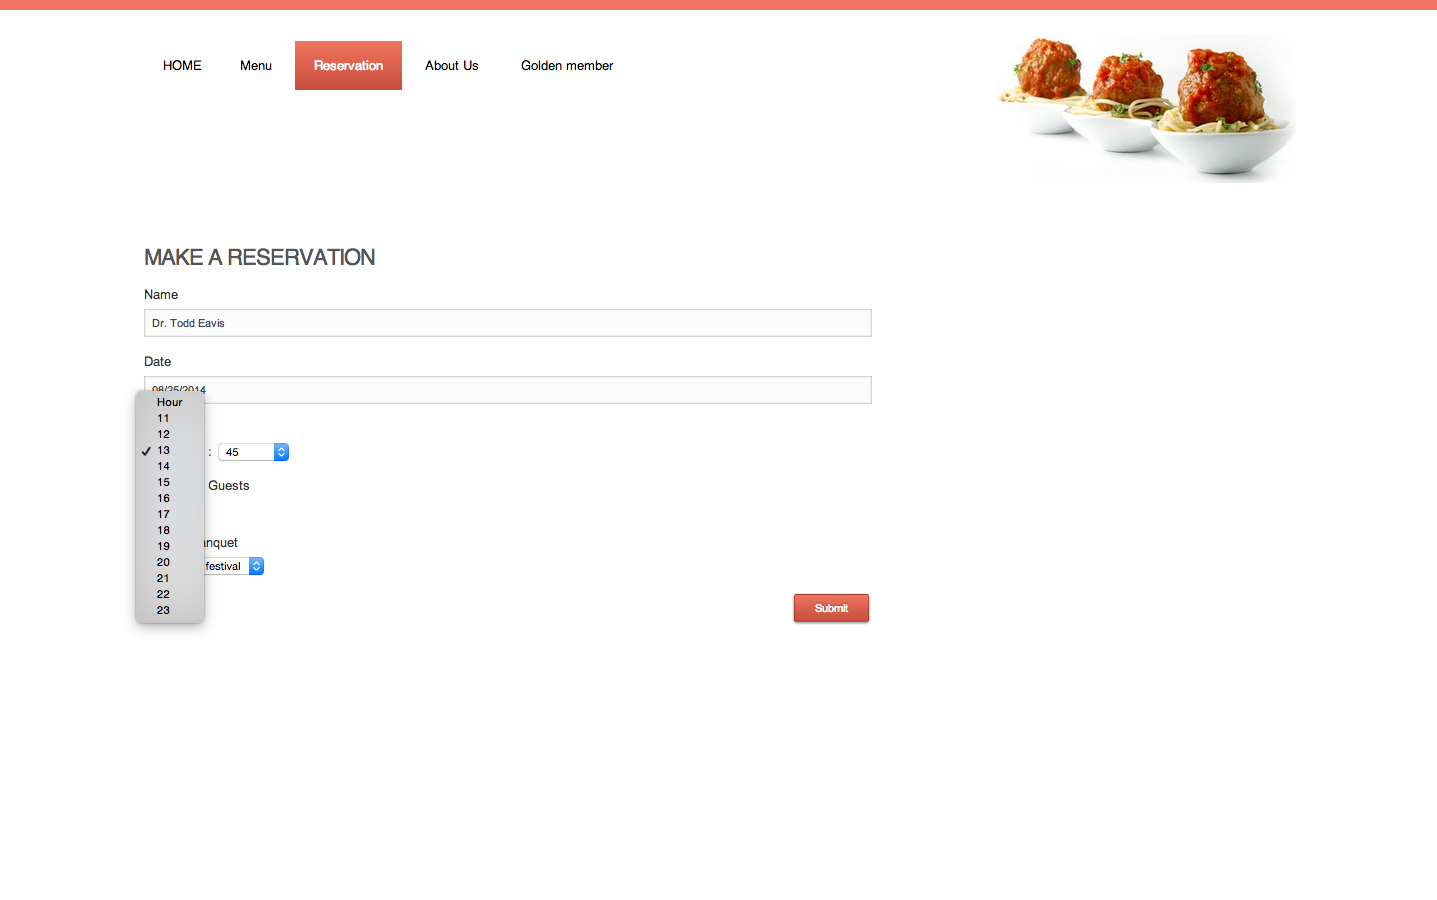 HOME Menu Reservation About Us Golden member
MAKE A RESERVATION
Name
Dr. Todd Eavis
Date
08/25/2014
Hour
11
12
13 : 45
14
15
Guests
16
17
18
19
20
festival
21
22
23
Submit